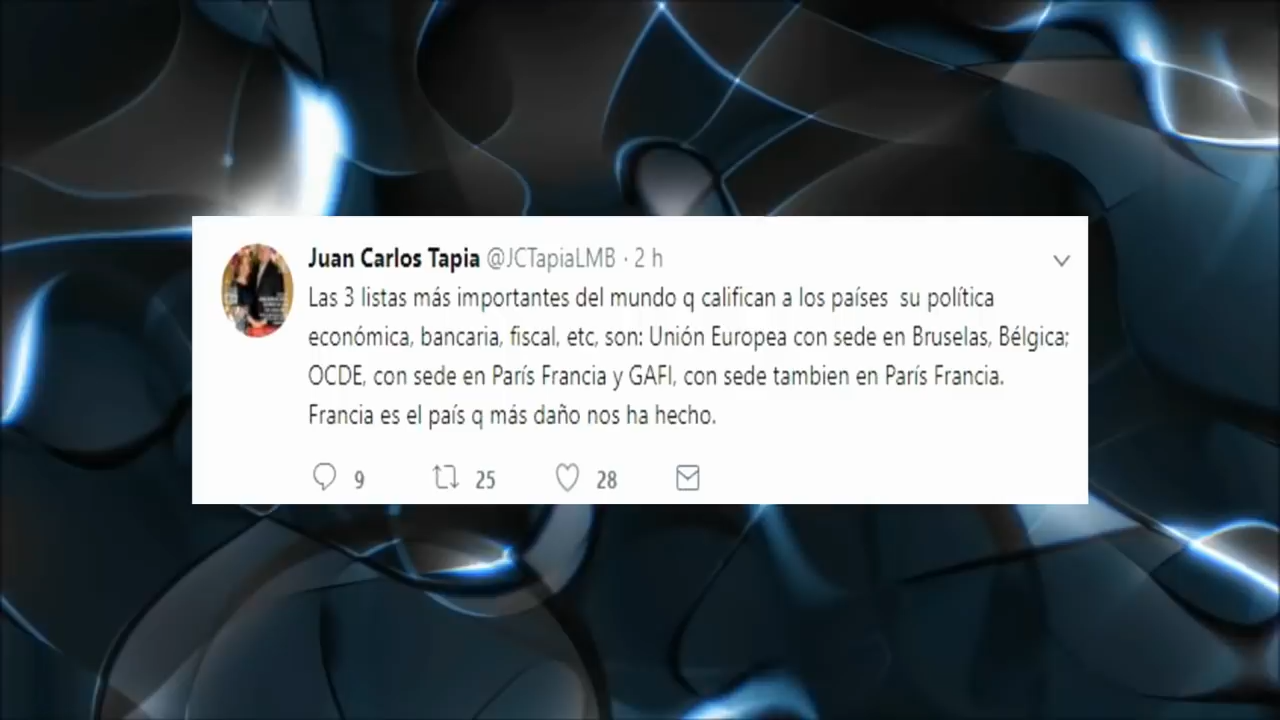 Juan Carlos Tapia @JCTapiaLMB · 2 h
Las 3 listas más importantes del mundo q califican a los países su política
económica, bancaria, fiscal, etc, son: Unión Europea con sede en Bruselas, Bélgica;
OCDE, con sede en París Francia y GAFI, con sede tambien en París Francia.
Francia es el país q más daño nos ha hecho.
9 25 28